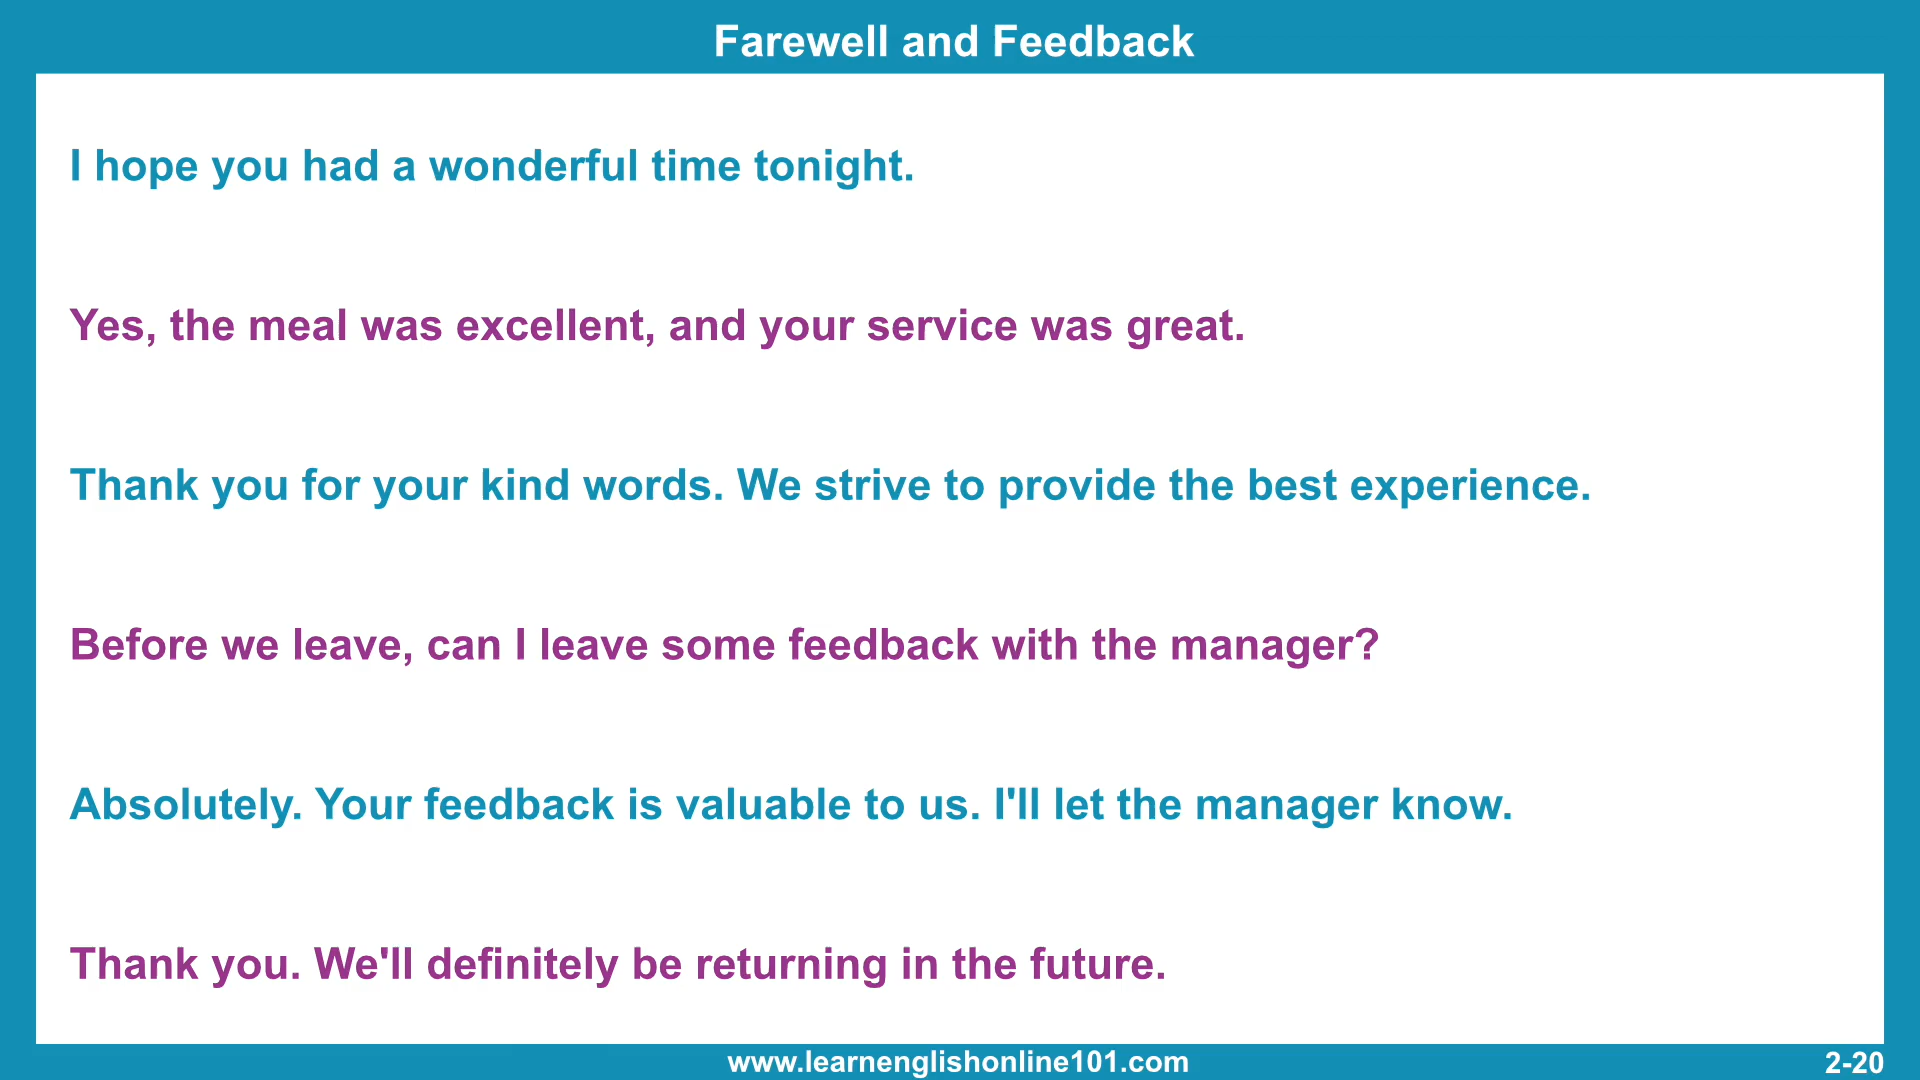 Farewell and Feedback
I hope you had a wonderful time tonight.
Yes, the meal was excellent, and your service was great.
Thank you for your kind words. We strive to provide the best experience.
Before we leave, can I leave some feedback with the manager?
Absolutely. Your feedback is valuable to us. I'll let the manager know.
Thank you. We'll definitely be returning in the future.
www.learnenglishonline101.com
2-20